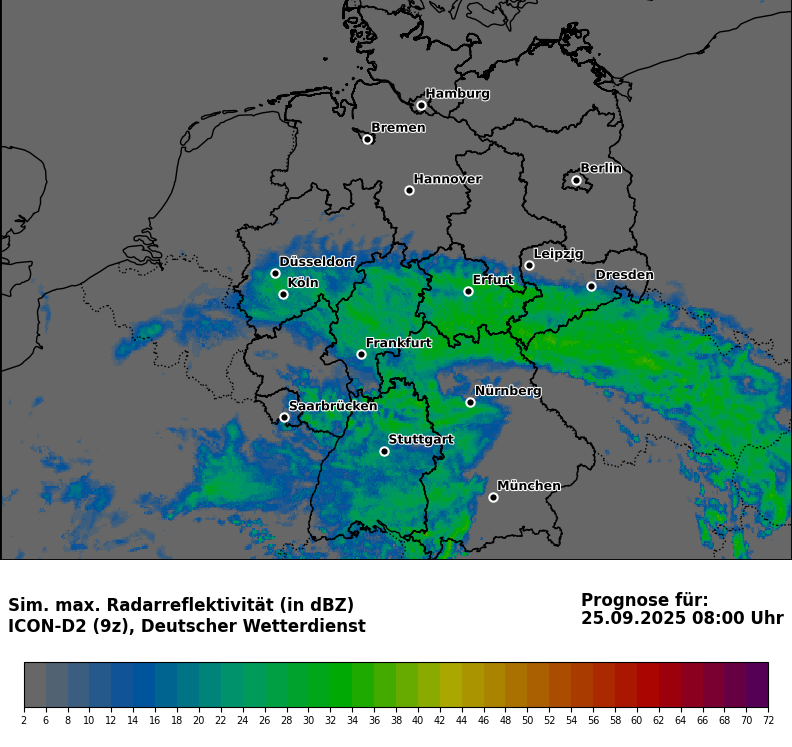 Hamburg
Bremen
Berlin
Hannover
Leipzig
Düsseldorf
Dresden
Erfurt
Köln
Frankfurt
Nürnberg
Saarbrücken
Stuttgart
München
Sim. max. Radarreflektivität (in dBZ)
ICON-D2 (9z), Deutscher Wetterdienst
Prognose für:
25.09.2025 08:00 Uhr
2 6 8 10 12 14 16 18 20 22 24 26 28 30 32 34 36 38 40 42 44 46 48 50 52 54 56 58 60 62 64 66 68 70 72